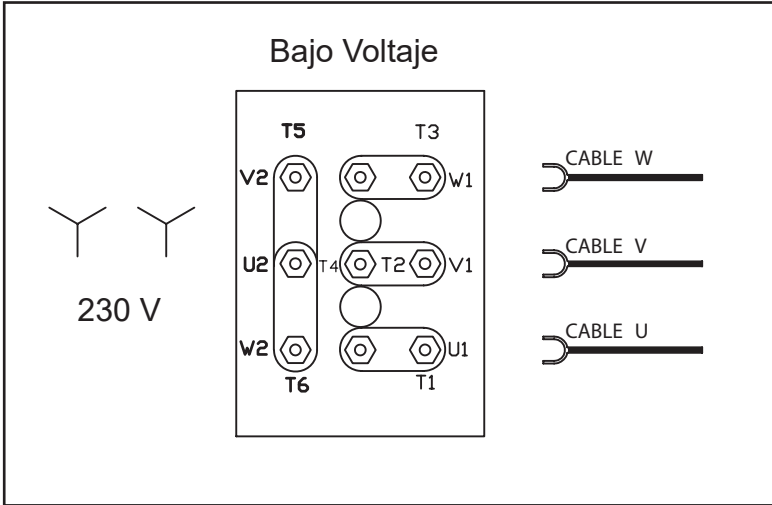 Bajo Voltaje
T5 T3
V2 W1 CABLE W
U2 T4 T2 V1 CABLE V
230 V
W2 U1 CABLE U
T6 T1